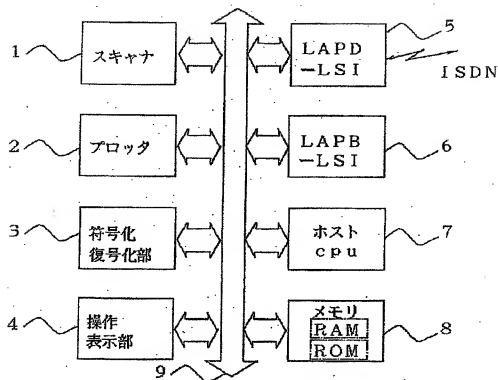 1
スキャナ
2
プロッタ
3
符号化
復号化部
4
操作
表示部
9
LAPD
－LSI
5
ISDN
LAPB
－LSI
6
ホスト
cpu
7
メモリ
RAM
ROM
8